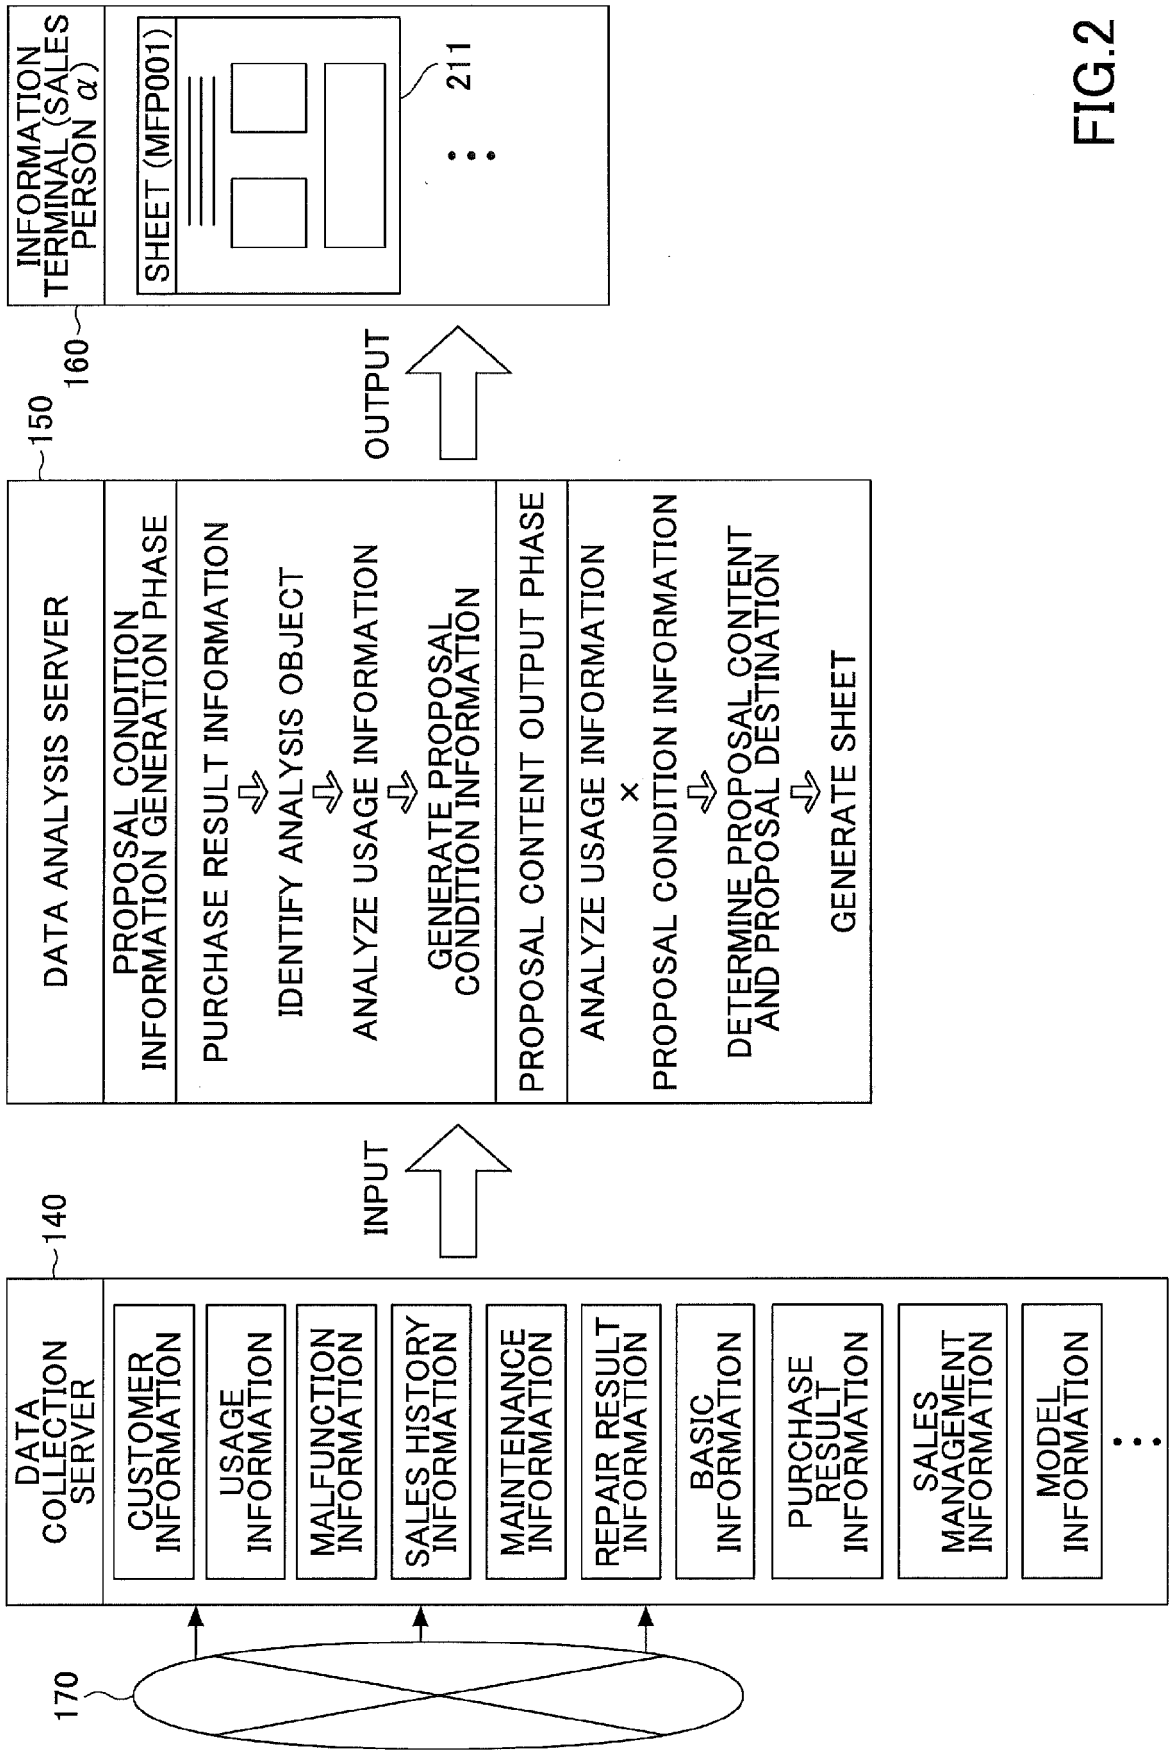 170
DATA
COLLECTION
SERVER
140
CUSTOMER
INFORMATION
USAGE
INFORMATION
MALFUNCTION
INFORMATION
SALES HISTORY
INFORMATION
MAINTENANCE
INFORMATION
REPAIR RESULT
INFORMATION
BASIC
INFORMATION
PURCHASE
RESULT
INFORMATION
SALES
MANAGEMENT
INFORMATION
MODEL
INFORMATION
INPUT
DATA ANALYSIS SERVER
150
PROPOSAL CONDITION
INFORMATION GENERATION PHASE
PURCHASE RESULT INFORMATION
IDENTIFY ANALYSIS OBJECT
ANALYZE USAGE INFORMATION
GENERATE PROPOSAL
CONDITION INFORMATION
PROPOSAL CONTENT OUTPUT PHASE
ANALYZE USAGE INFORMATION
×
PROPOSAL CONDITION INFORMATION
DETERMINE PROPOSAL CONTENT
AND PROPOSAL DESTINATION
GENERATE SHEET
OUTPUT
160
INFORMATION
TERMINAL (SALES
PERSON α)
SHEET (MFP001)
211
FIG.2